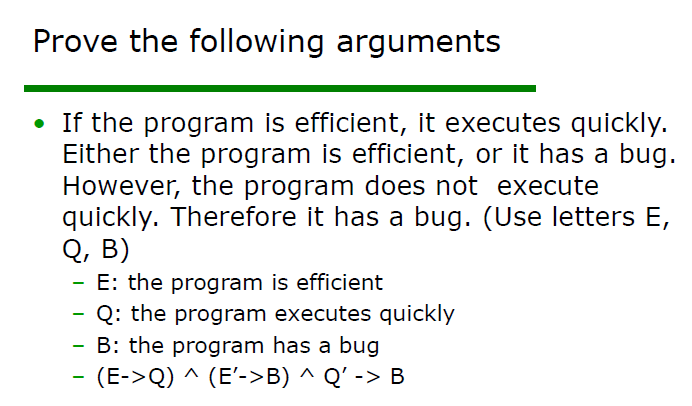 Prove the following arguments
• If the program is efficient, it executes quickly.
Either the program is efficient, or it has a bug.
However, the program does not  execute
quickly. Therefore it has a bug. (Use letters E,
Q, B)
– E: the program is efficient
– Q: the program executes quickly
– B: the program has a bug
– (E->Q) ^ (E’->B) ^ Q’ -> B